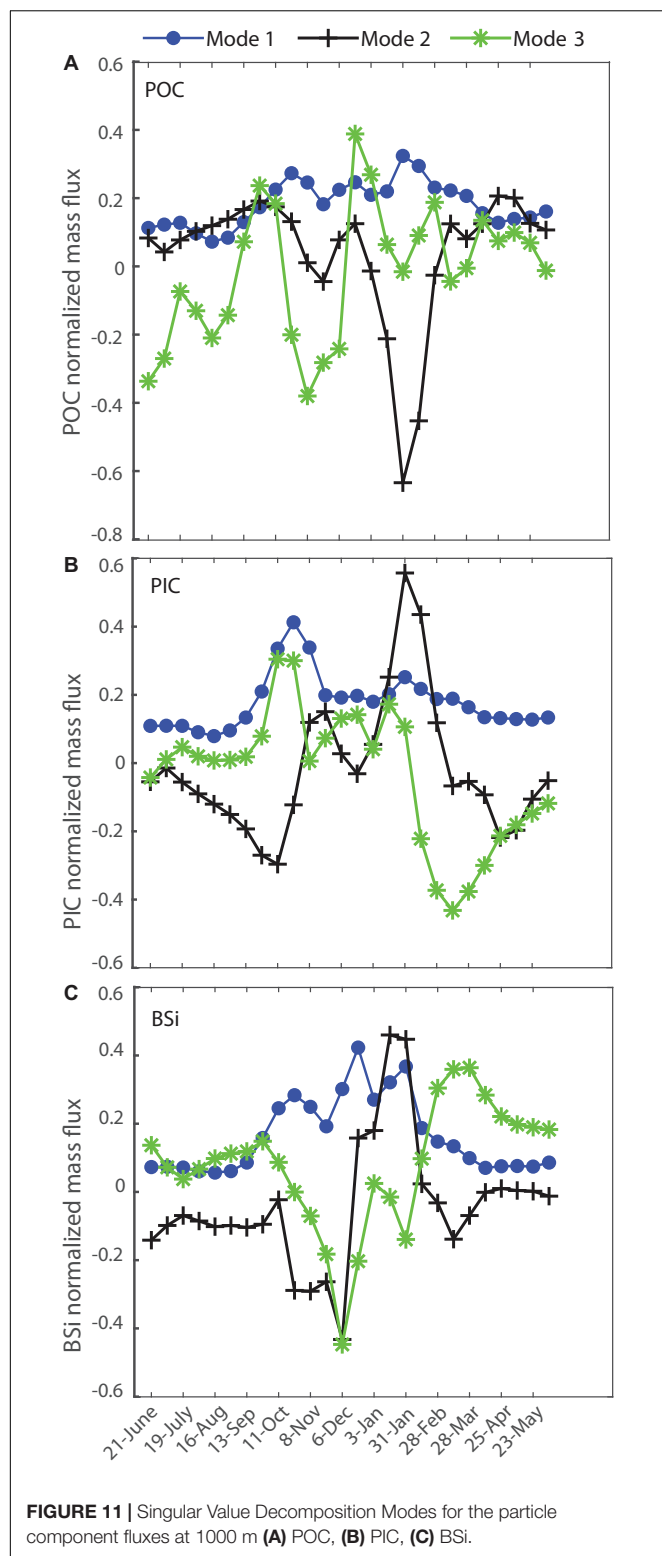 Mode 1 Mode 2 Mode 3
A
POC
0.6
0.4
0.2
0
-0.2
-0.4
-0.6
-0.8
POC normalized mass flux
B
PIC
0.6
0.4
0.2
0
-0.2
-0.4
-0.6
PIC normalized mass flux
C
BSi
0.6
0.4
0.2
0
-0.2
-0.4
-0.6
BSi normalized mass flux
21-June
19-July
16-Aug
13-Sep
11-Oct
8-Nov
6-Dec
3-Jan
31-Jan
28-Feb
28-Mar
25-Apr
23-May
FIGURE 11 | Singular Value Decomposition Modes for the particle
component fluxes at 1000 m (A) POC, (B) PIC, (C) BSi.